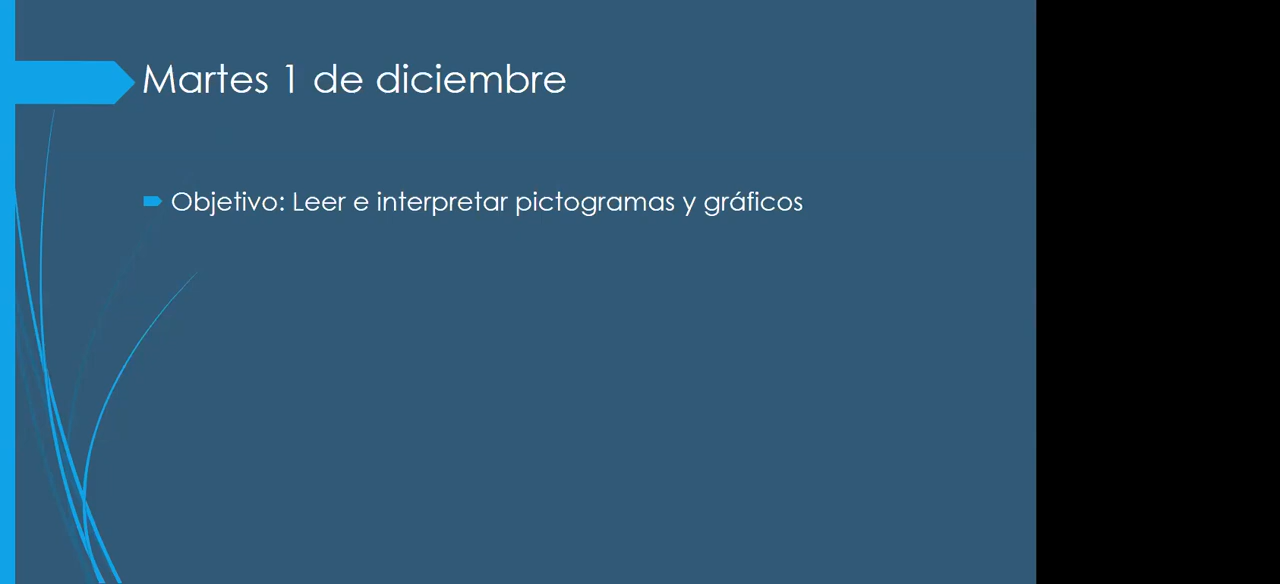 Martes 1 de diciembre
Objetivo: Leer e interpretar pictogramas y gráficos